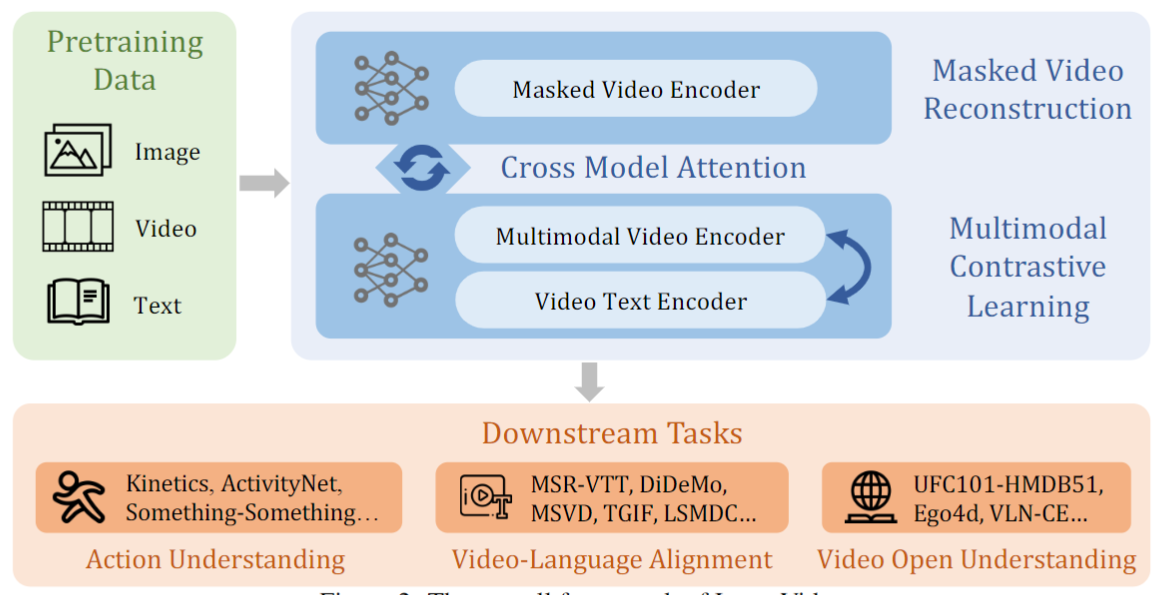 Pretraining
Data
Image
Video
Text
Masked Video Encoder
Masked Video
Reconstruction
Cross Model Attention
Multimodal Video Encoder
Video Text Encoder
Multimodal
Contrastive
Learning
Downstream Tasks
Kinetics, ActivityNet,
Something-Something...
Action Understanding
MSR-VTT, DiDeMo,
MSVD, TGIF, LSMDC...
Video-Language Alignment
UFC101-HMDB51,
Ego4d, VLN-CE...
Video Open Understanding